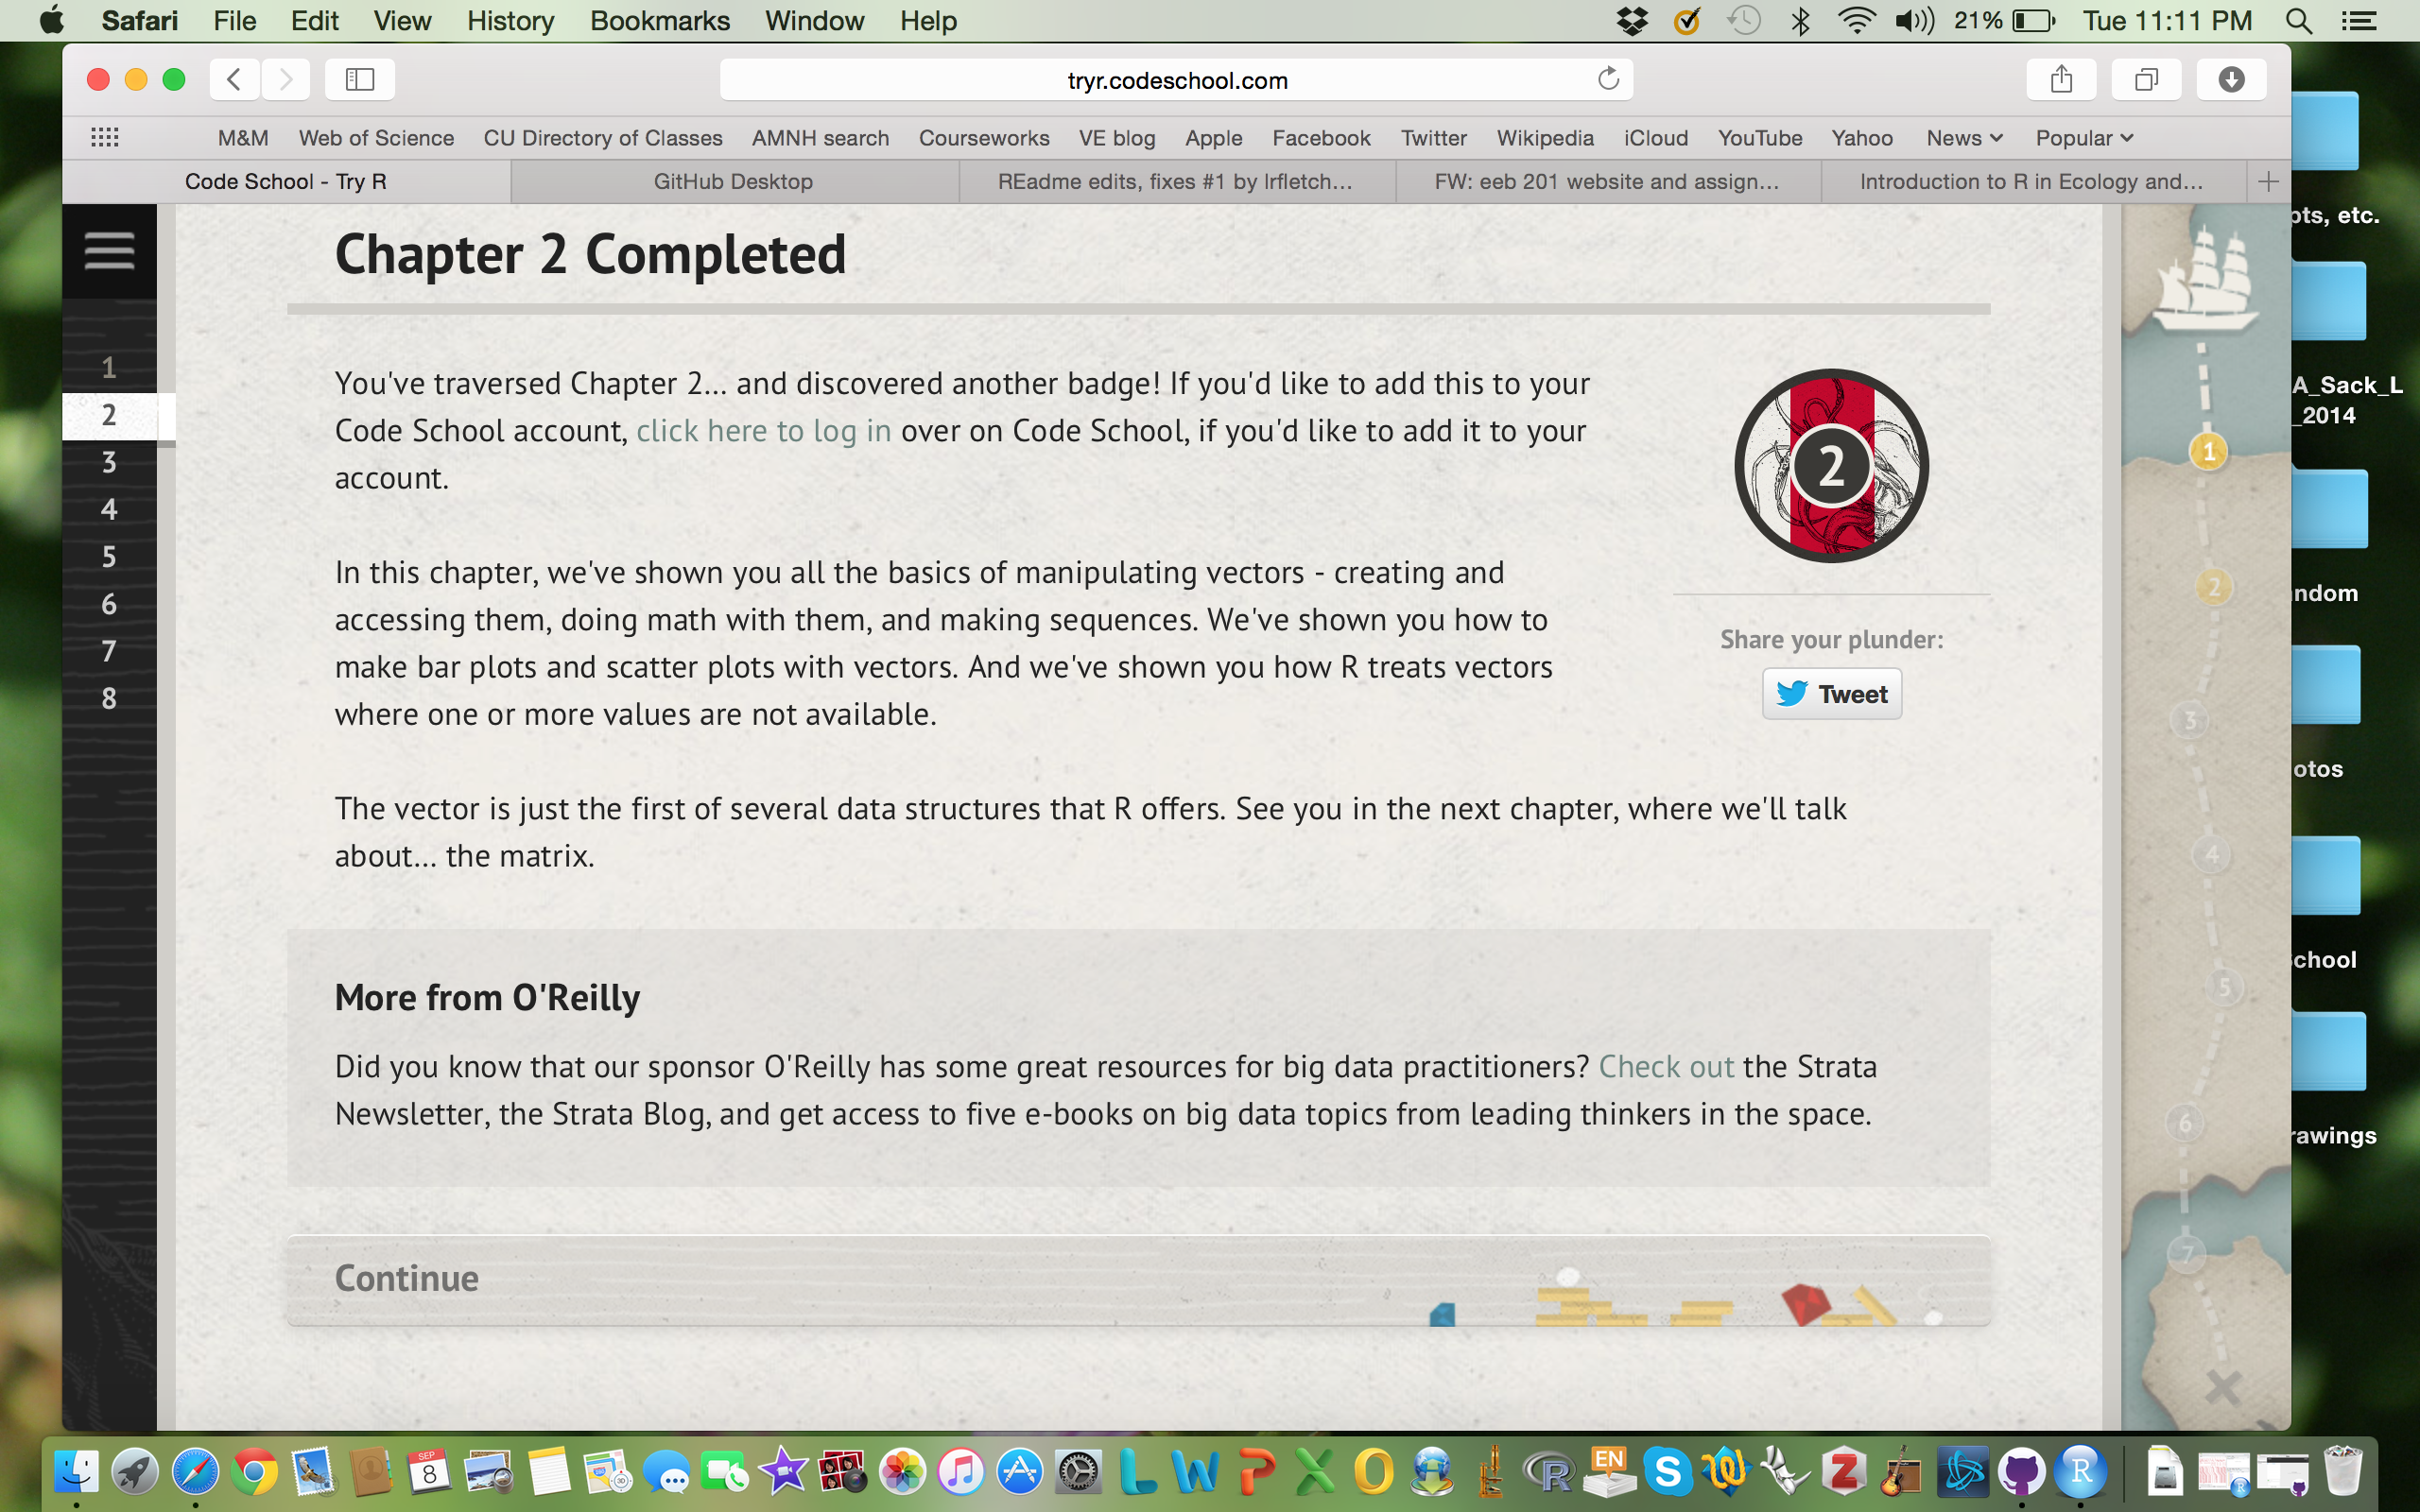 Safari File Edit View History Bookmarks Window Help 21% Tue 11:11 PM
tryr.codeschool.com
M&M Web of Science CU Directory of Classes AMNH search Courseworks VE blog Apple Facebook Twitter Wikipedia iCloud YouTube Yahoo News Popular
Code School - Try R GitHub Desktop REadme edits, fixes #1 by lrfletch... FW: eeb 201 website and assign... Introduction to R in Ecology and...
Chapter 2 Completed
You've traversed Chapter 2... and discovered another badge! If you'd like to add this to your
Code School account, click here to log in over on Code School, if you'd like to add it to your
account.
2
In this chapter, we've shown you all the basics of manipulating vectors - creating and
accessing them, doing math with them, and making sequences. We've shown you how to
make bar plots and scatter plots with vectors. And we've shown you how R treats vectors
where one or more values are not available.
Share your plunder:
Tweet
The vector is just the first of several data structures that R offers. See you in the next chapter, where we'll talk
about... the matrix.
More from O'Reilly
Did you know that our sponsor O'Reilly has some great resources for big data practitioners? Check out the Strata
Newsletter, the Strata Blog, and get access to five e-books on big data topics from leading thinkers in the space.
Continue
1
2
3
4
5
6
7
8
1
2
3
4
5
6
7
pts, etc.
A_Sack_L
_2014
ndom
otos
chool
rawings
SEP
8
L W P X O R EN S Z R